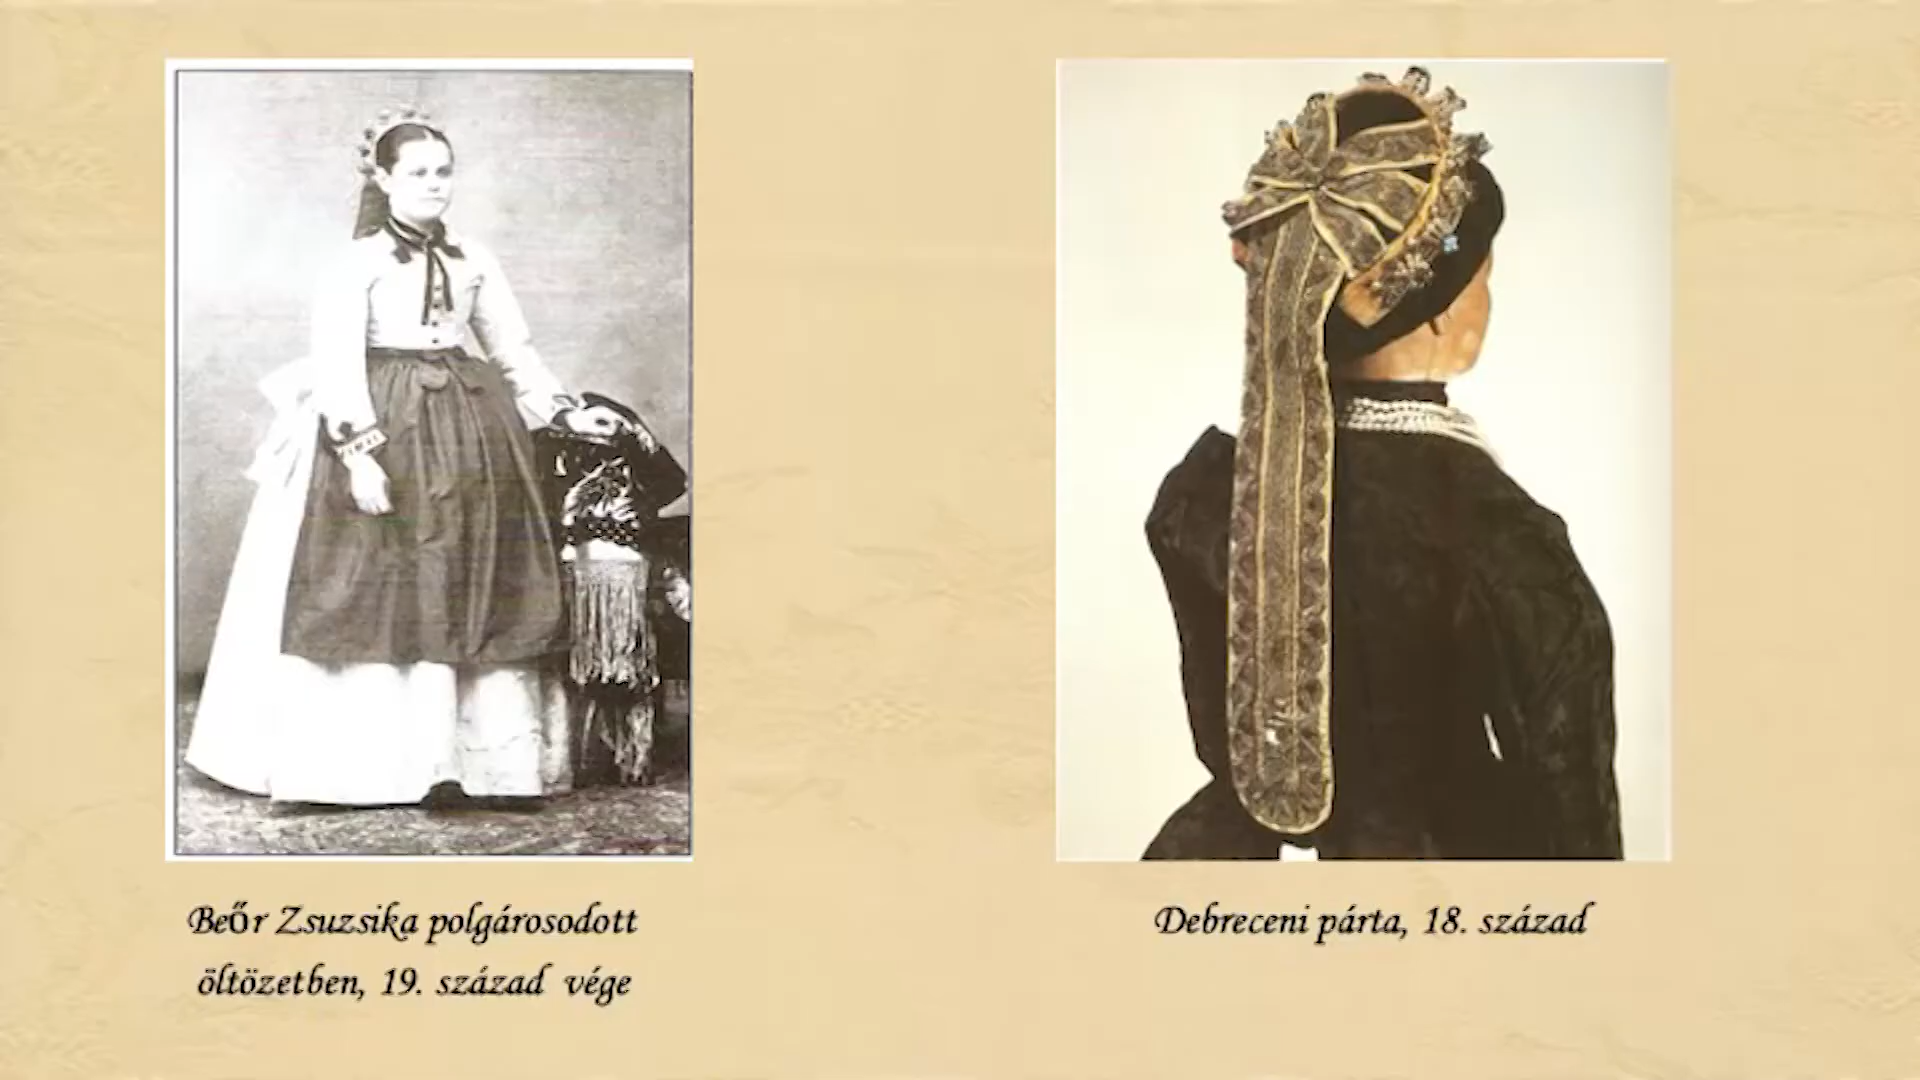 Beőr Zsuzsika polgárosodott
öltözetben, 19. század vége
Debreceni párta, 18. század